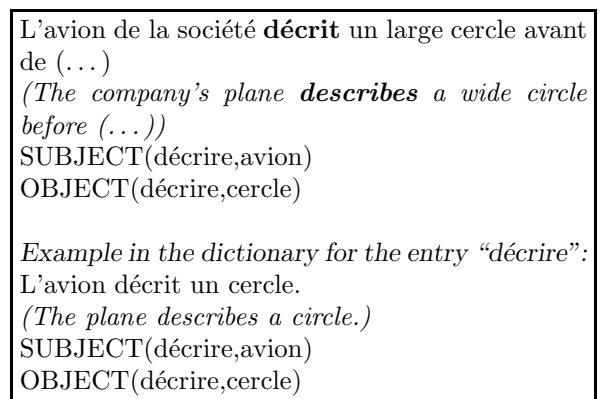 L'avion de la société décrit un large cercle avant
de (...)
(The company's plane describes a wide circle
before (...))
SUBJECT(décrire,avion)
OBJECT(décrire,cercle)
Example in the dictionary for the entry “décrire”:
L'avion décrit un cercle.
(The plane describes a circle.)
SUBJECT(décrire,avion)
OBJECT(décrire,cercle)